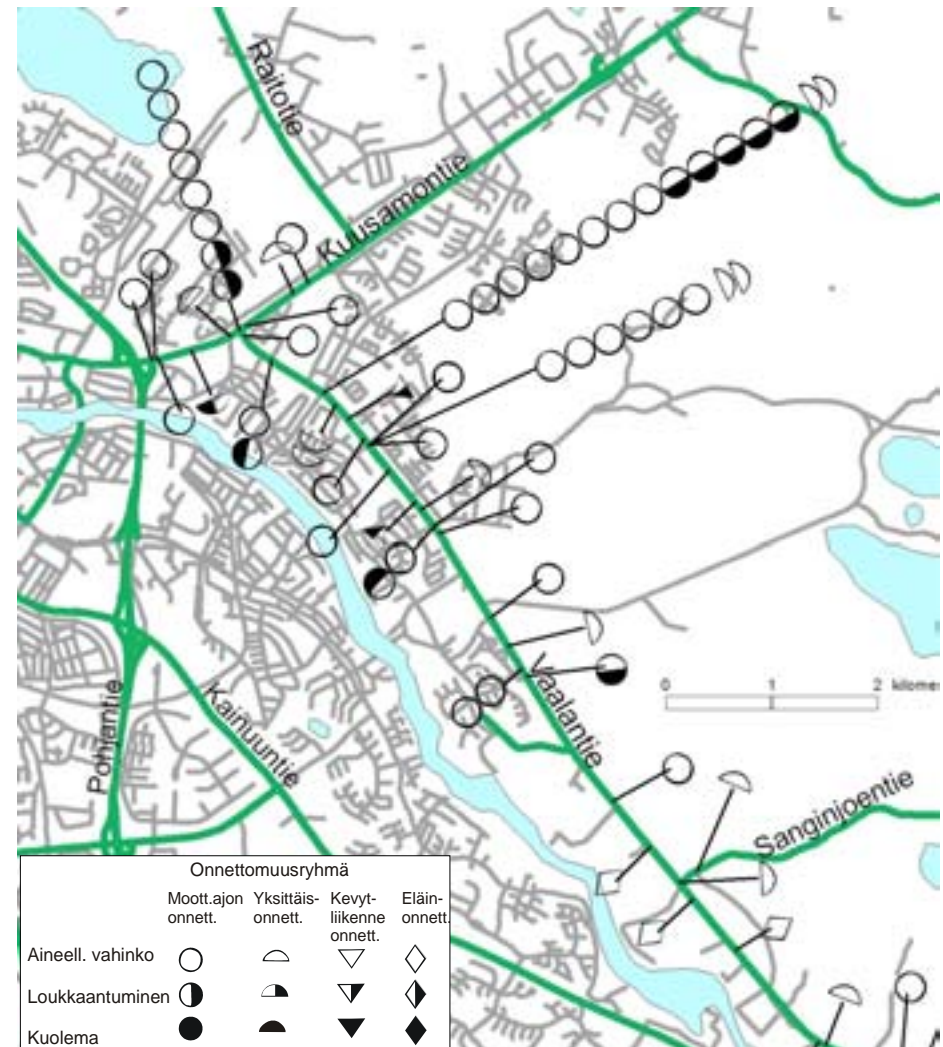 Raitotie
Kuusamontie
0 1 2 kilome
Vaalantie
Pohjantie
Kainuuntie
Sanginjoentie
Onnettomuusryhmä
Moott.ajon Yksittäis- Kevyt- Eläin-
onnett. onnett. liikenne onnett.
onnett.
Aineell. vahinko
Loukkaantuminen
Kuolema